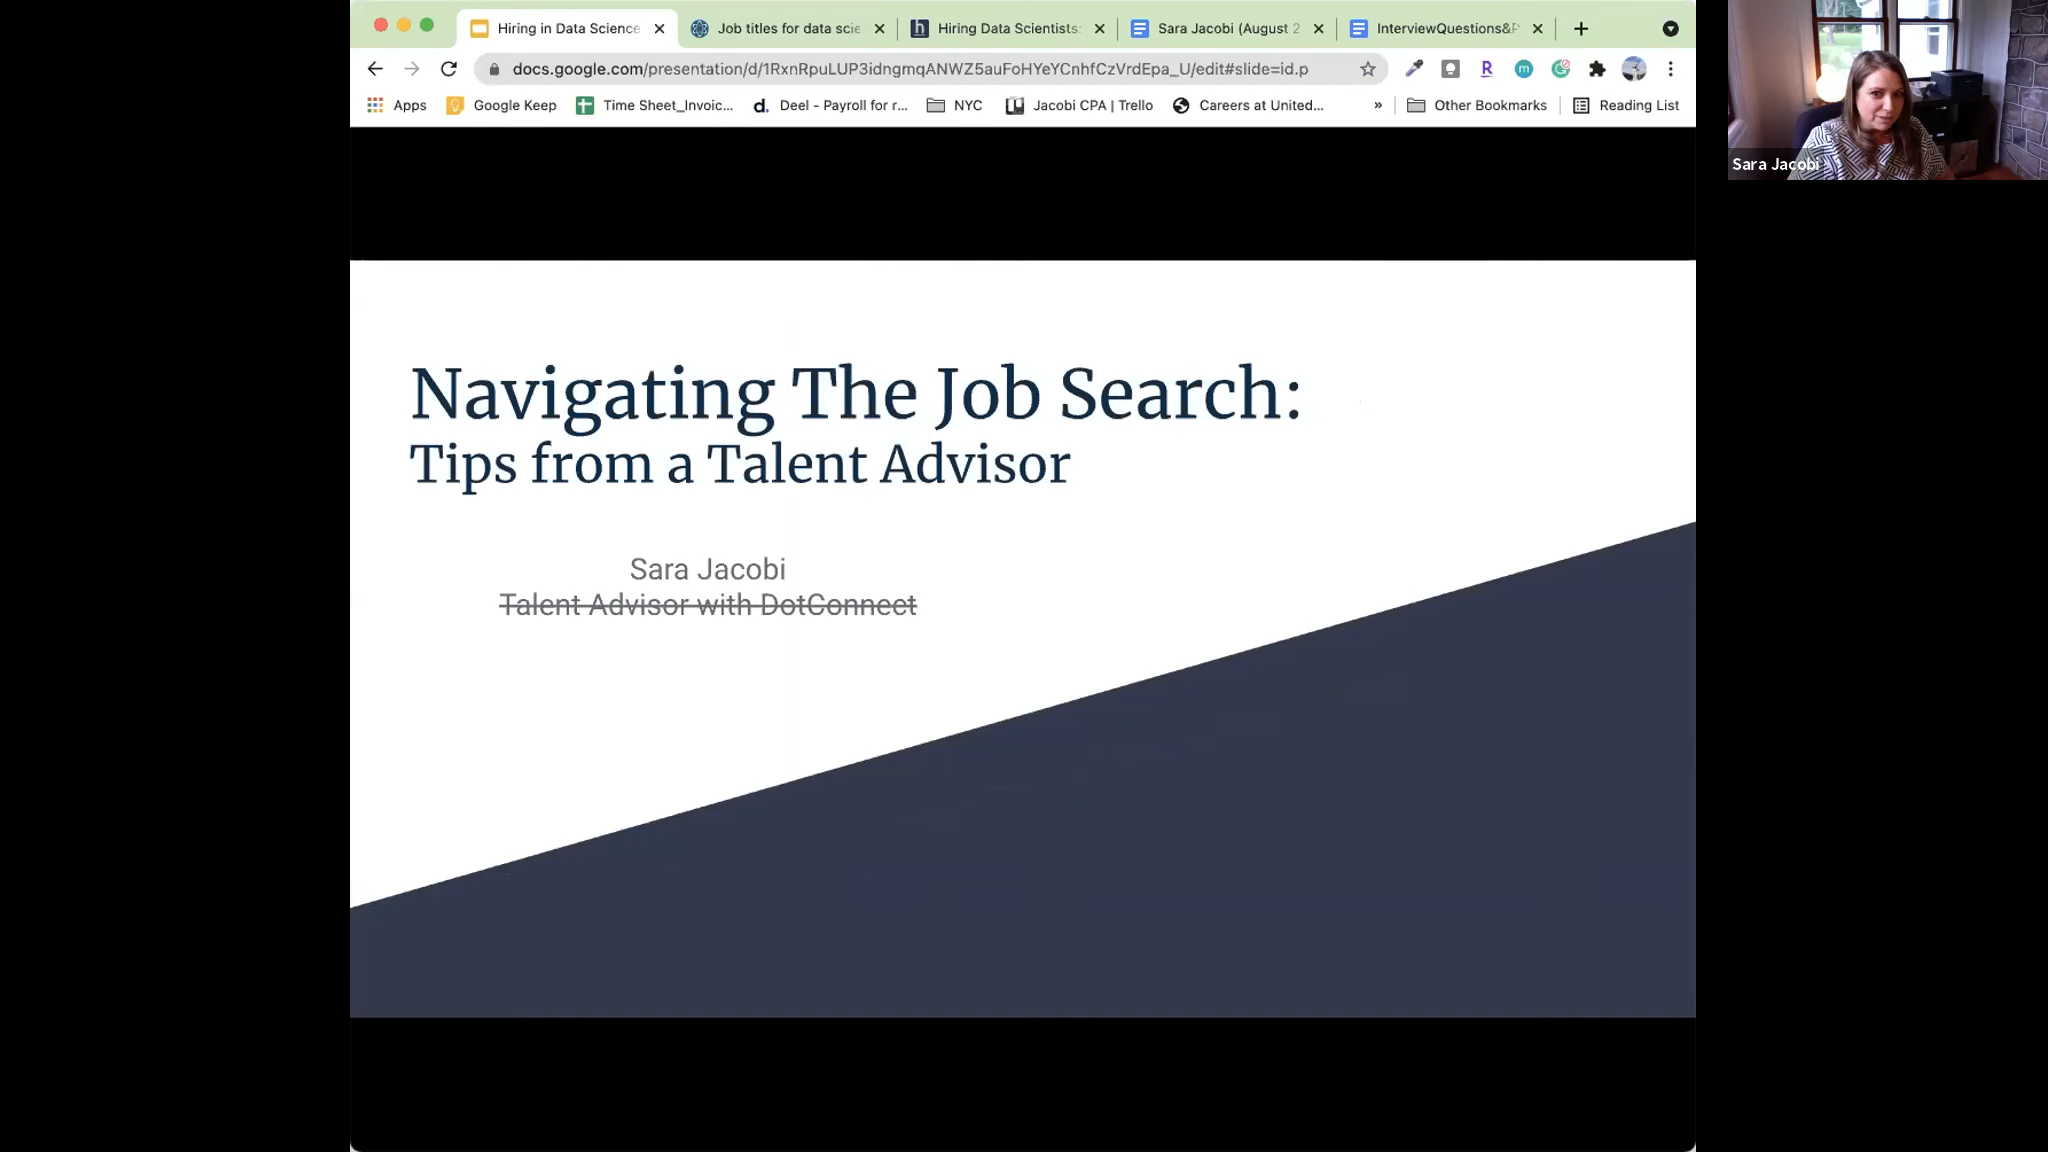 Hiring in Data Science
Job titles for data scie
Hiring Data Scientists:
Sara Jacobi (August 2
InterviewQuestions&P
docs.google.com/presentation/d/1RxnRpuLUP3idngmqANWZ5auFoHYeYCnhfCzVrdEpa_U/edit#slide=id.p
Apps
Google Keep
Time Sheet_Invoic...
d.
Deel - Payroll for r...
NYC
Jacobi CPA | Trello
Careers at United...
»
Other Bookmarks
Reading List
Sara Jacobi
Navigating The Job Search:
Tips from a Talent Advisor
Sara Jacobi
Talent Advisor with DotConnect